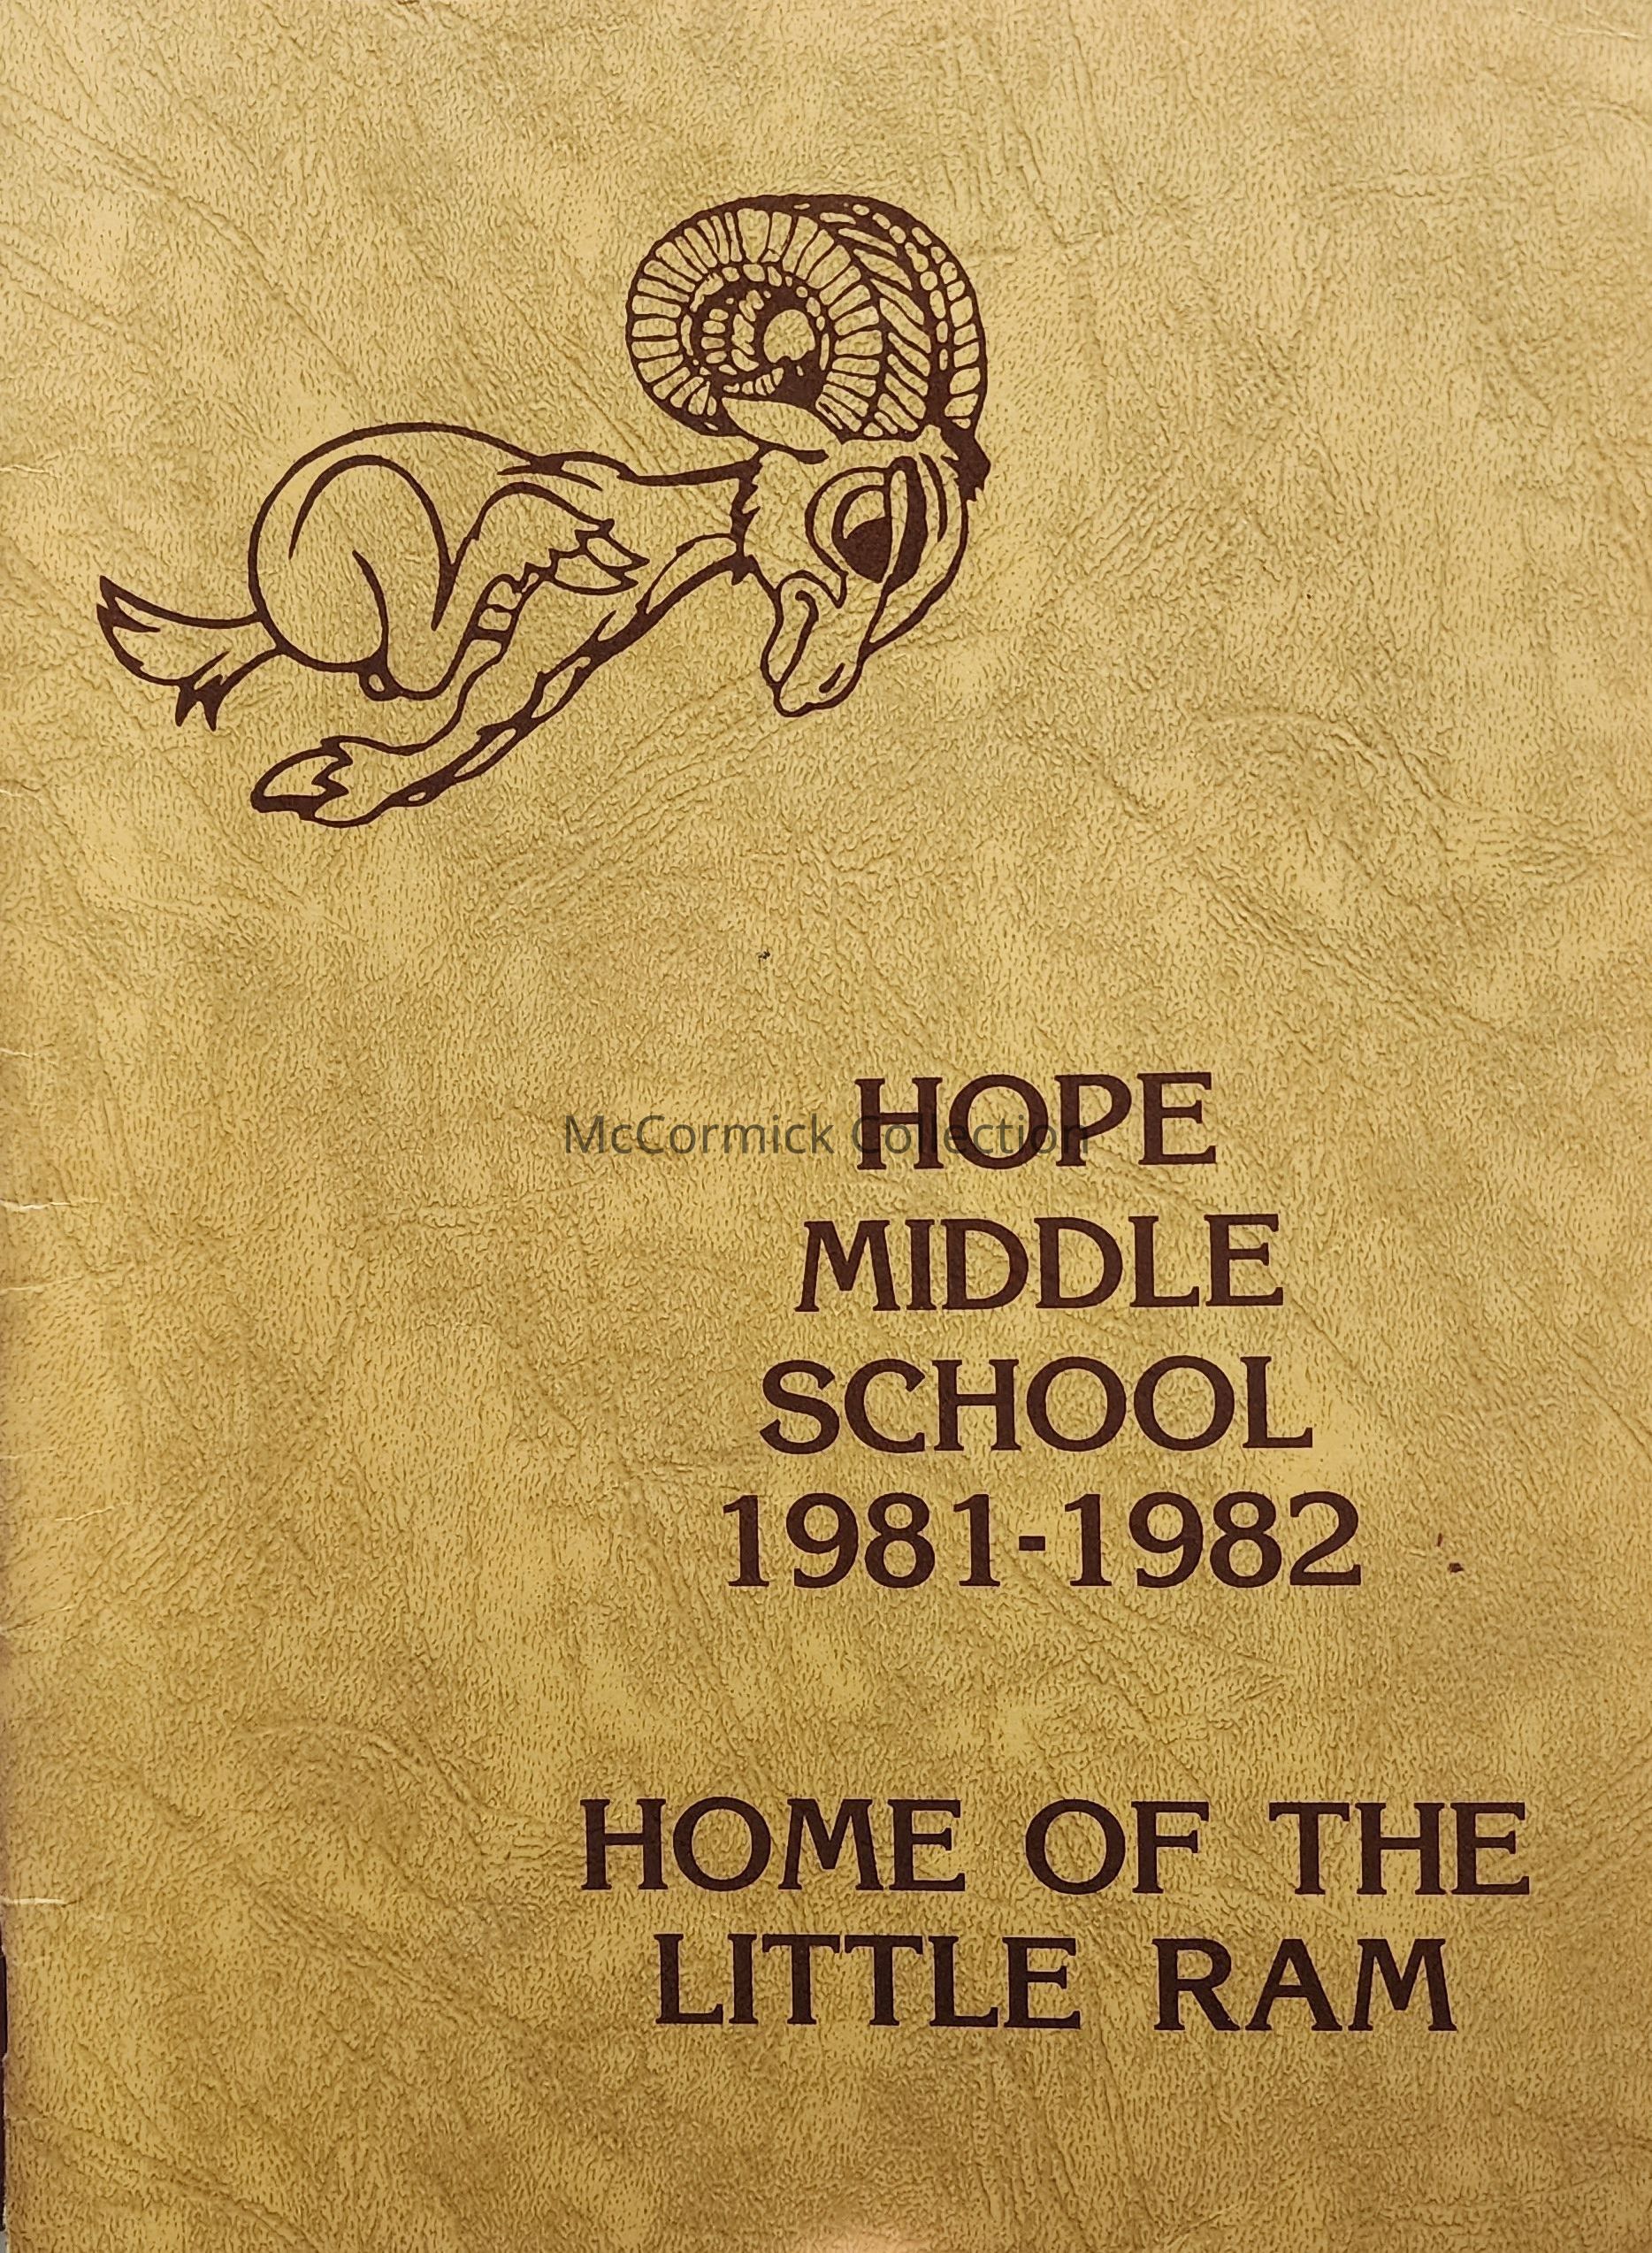 McCormick Collection
HOPE
MIDDLE
SCHOOL
1981-1982
HOME OF THE
LITTLE RAM